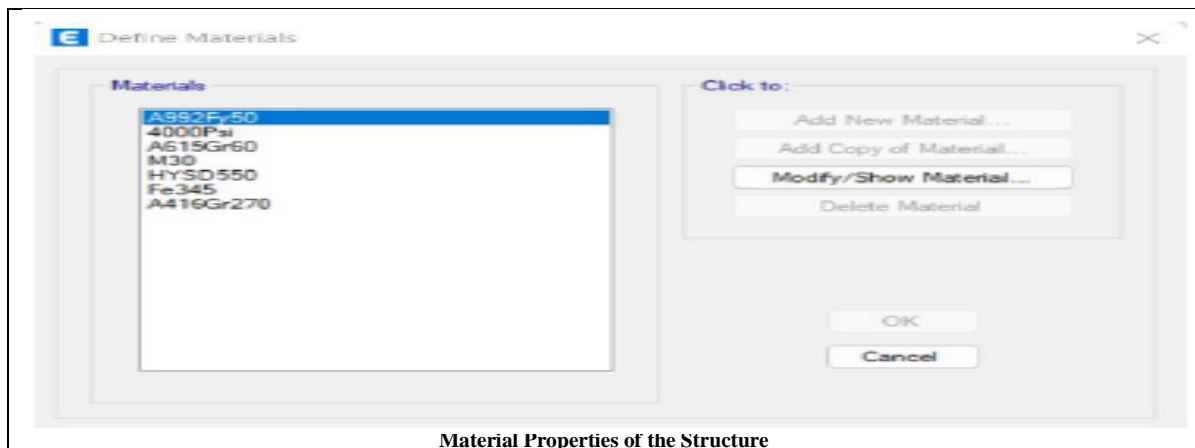 E Define Materials
Materials
A992Fy50
4000Psi
A615Gr60
M30
HYSD550
Fe345
A416Gr270
Click to:
Add New Material...
Add Copy of Material...
Modify/Show Material...
Delete Material
OK
Cancel
Material Properties of the Structure